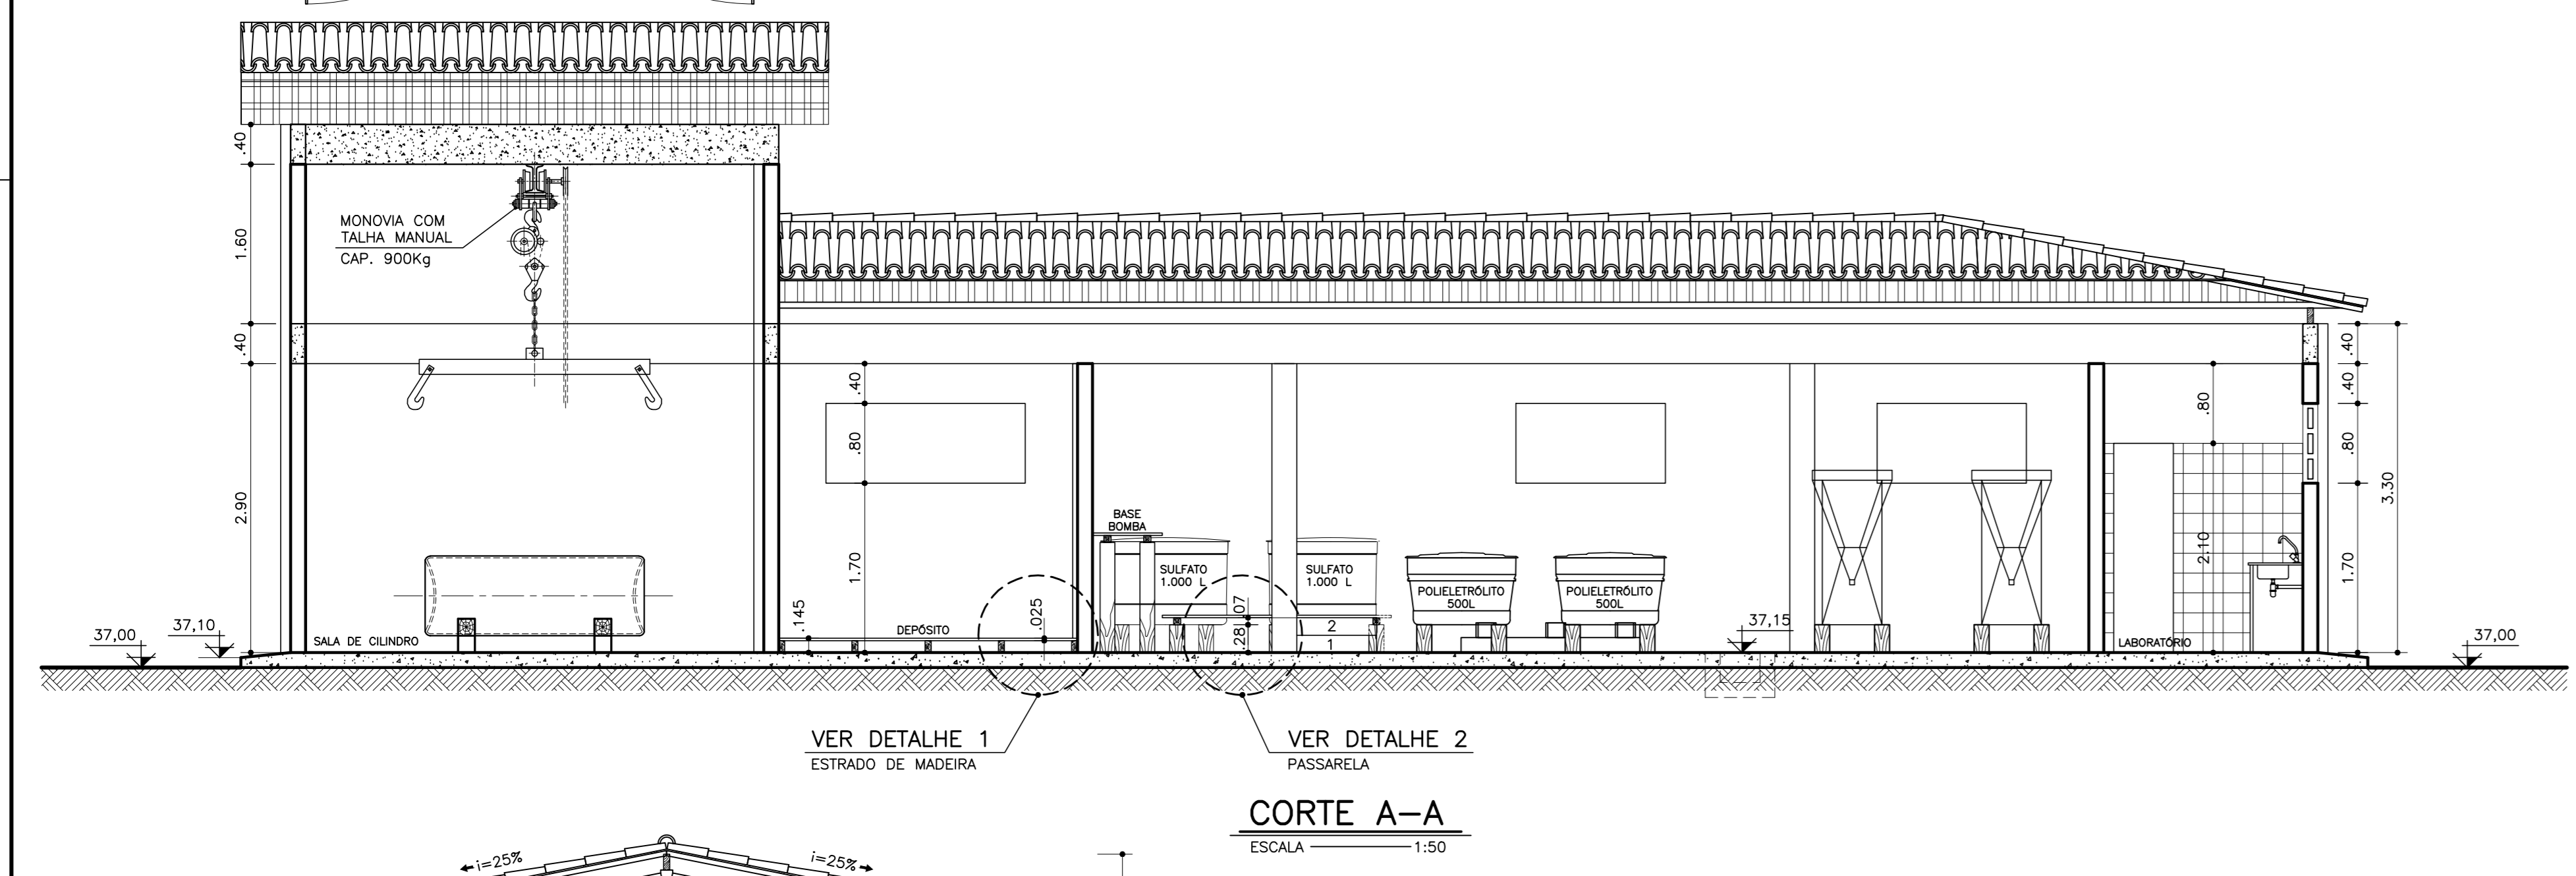 .40
1.60
.40
2.90
MONOVIA COM
TALHA MANUAL
CAP. 900Kg
37,00
37,10
SALA DE CILINDRO
.40
.80
1.70
.145
.025
DEPÓSITO
BASE
BOMBA
SULFATO
1.000 L
SULFATO
1.000 L
.07
.28
2
1
POLIELETRÓLITO
500L
POLIELETRÓLITO
500L
37,15
LABORATÓRIO
.80
2.10
.40
.40
.80
1.70
3.30
37,00
VER DETALHE 1
ESTRADO DE MADEIRA
VER DETALHE 2
PASSARELA
CORTE A-A
ESCALA 1:50
i=25%
i=25%